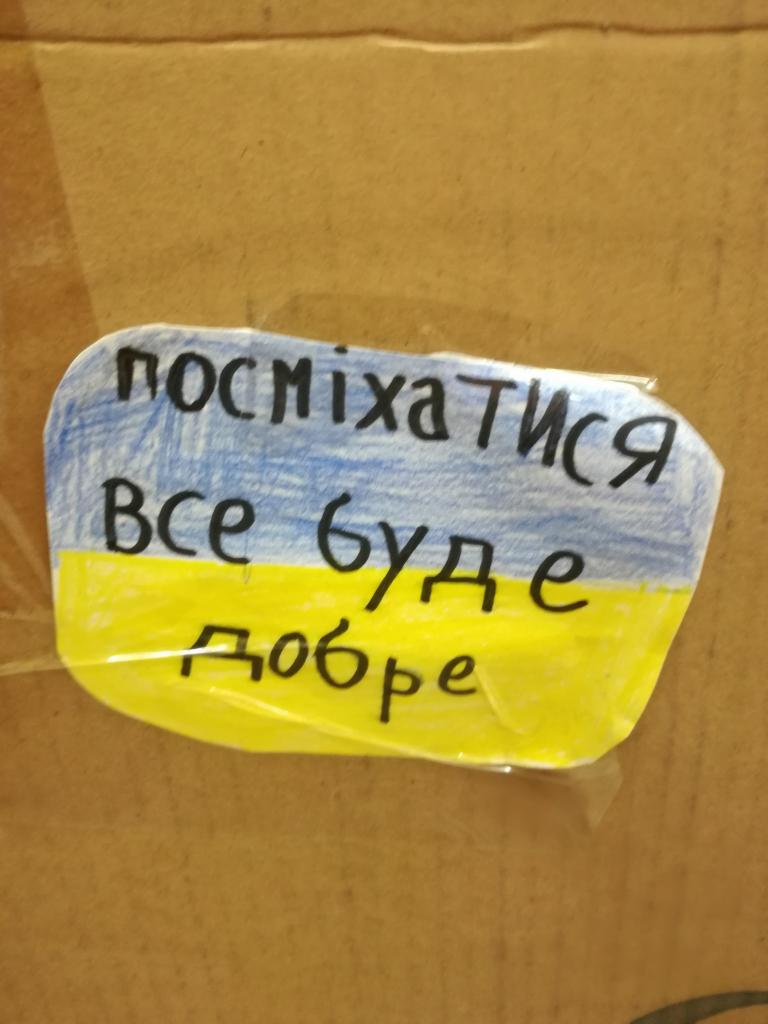 посміхатися
все буде
добре